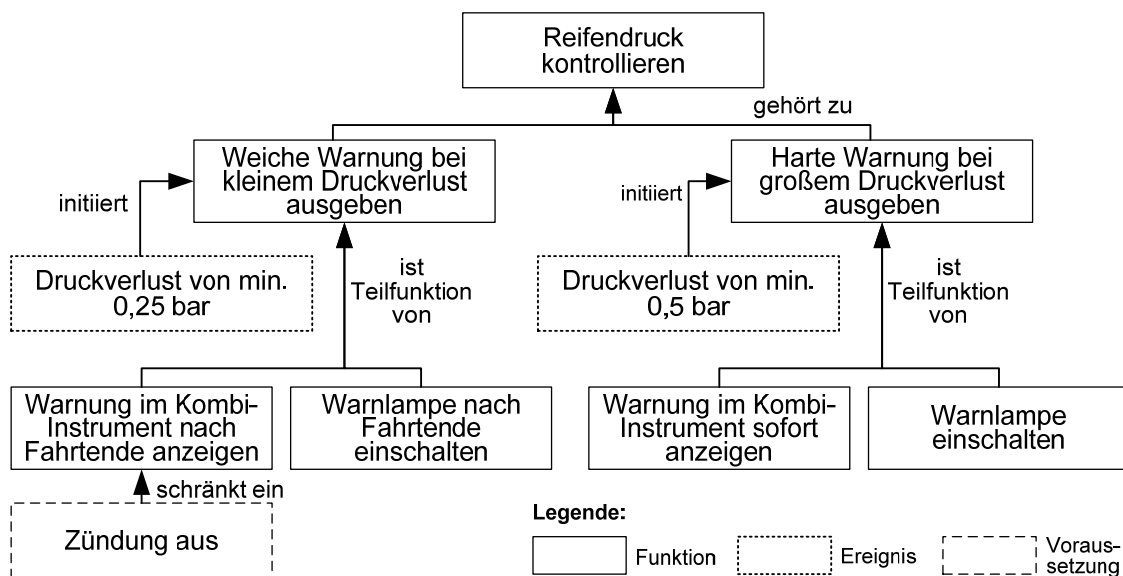 Reifendruck
kontrollieren
gehört zu
Weiche Warnung bei
kleinem Druckverlust
ausgeben
Harte Warnung bei
großem Druckverlust
ausgeben
initiiert
initiiert
Druckverlust von min.
0,25 bar
ist
Teilfunktion
von
Druckverlust von min.
0,5 bar
ist
Teilfunktion
von
Warnung im Kombi-
Instrument nach
Fahrtende anzeigen
Warnlampe nach
Fahrtende
einschalten
Warnung im Kombi-
Instrument sofort
anzeigen
Warnlampe
einschalten
schränkt ein
Zündung aus
Legende:
Funktion
Ereignis
Voraus-
setzung